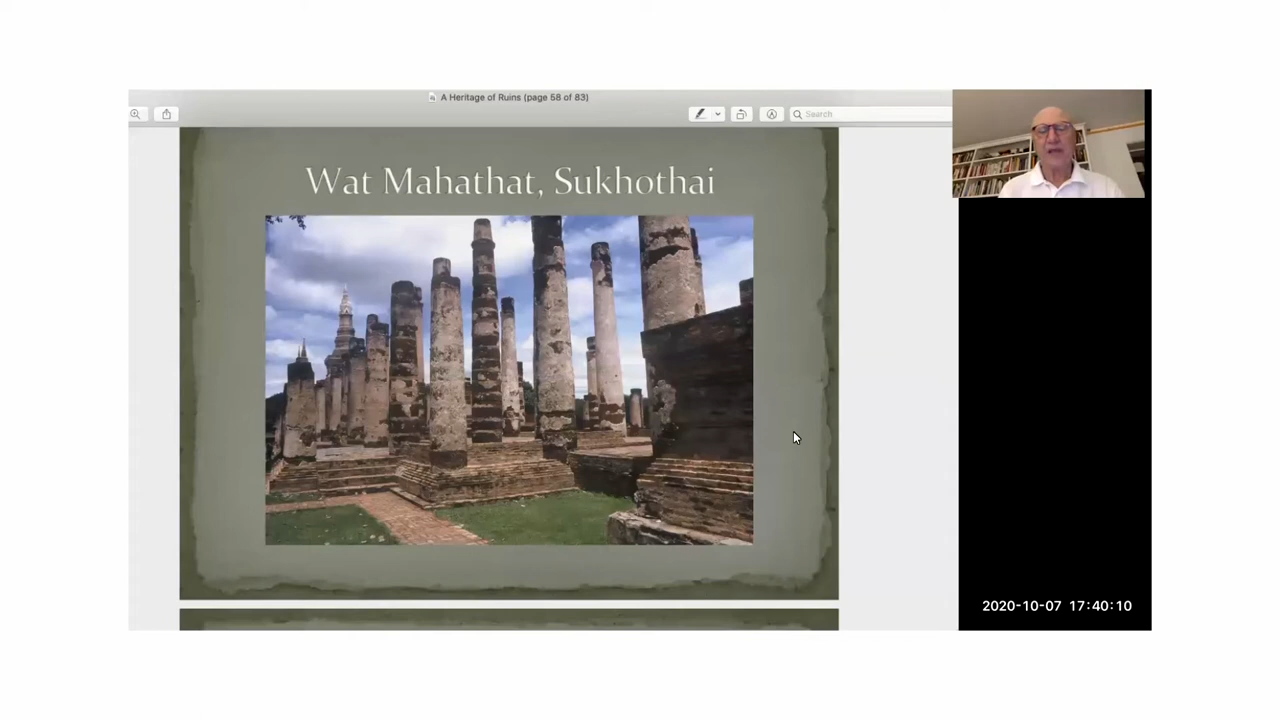 A Heritage of Ruins (page 58 of 83)
Search
Wat Mahathat, Sukhothai
2020-10-07 17:40:10